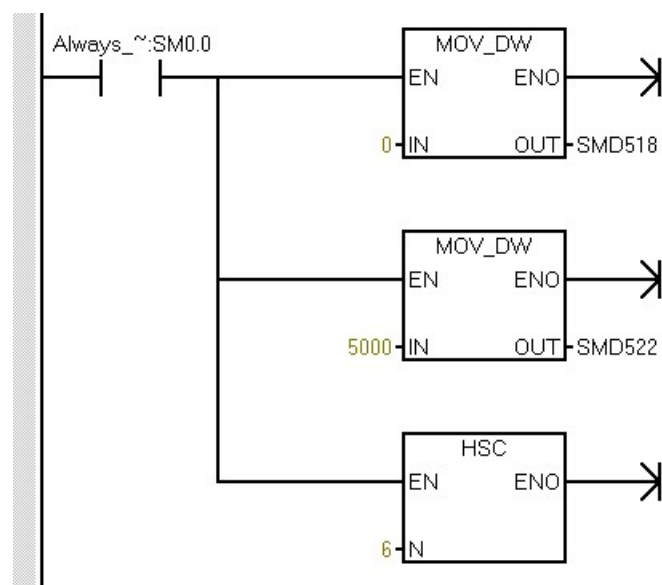 Always_~:SM0.0
MOV_DW
EN ENO
0 IN OUT SMD518
MOV_DW
EN ENO
5000 IN OUT SMD522
HSC
EN ENO
6 N